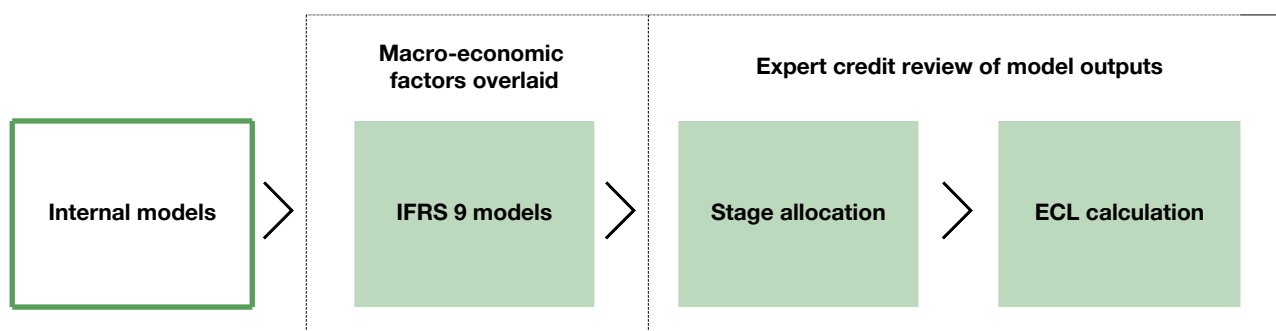 Macro-economic
factors overlaid
Expert credit review of model outputs
Internal models
IFRS 9 models
Stage allocation
ECL calculation